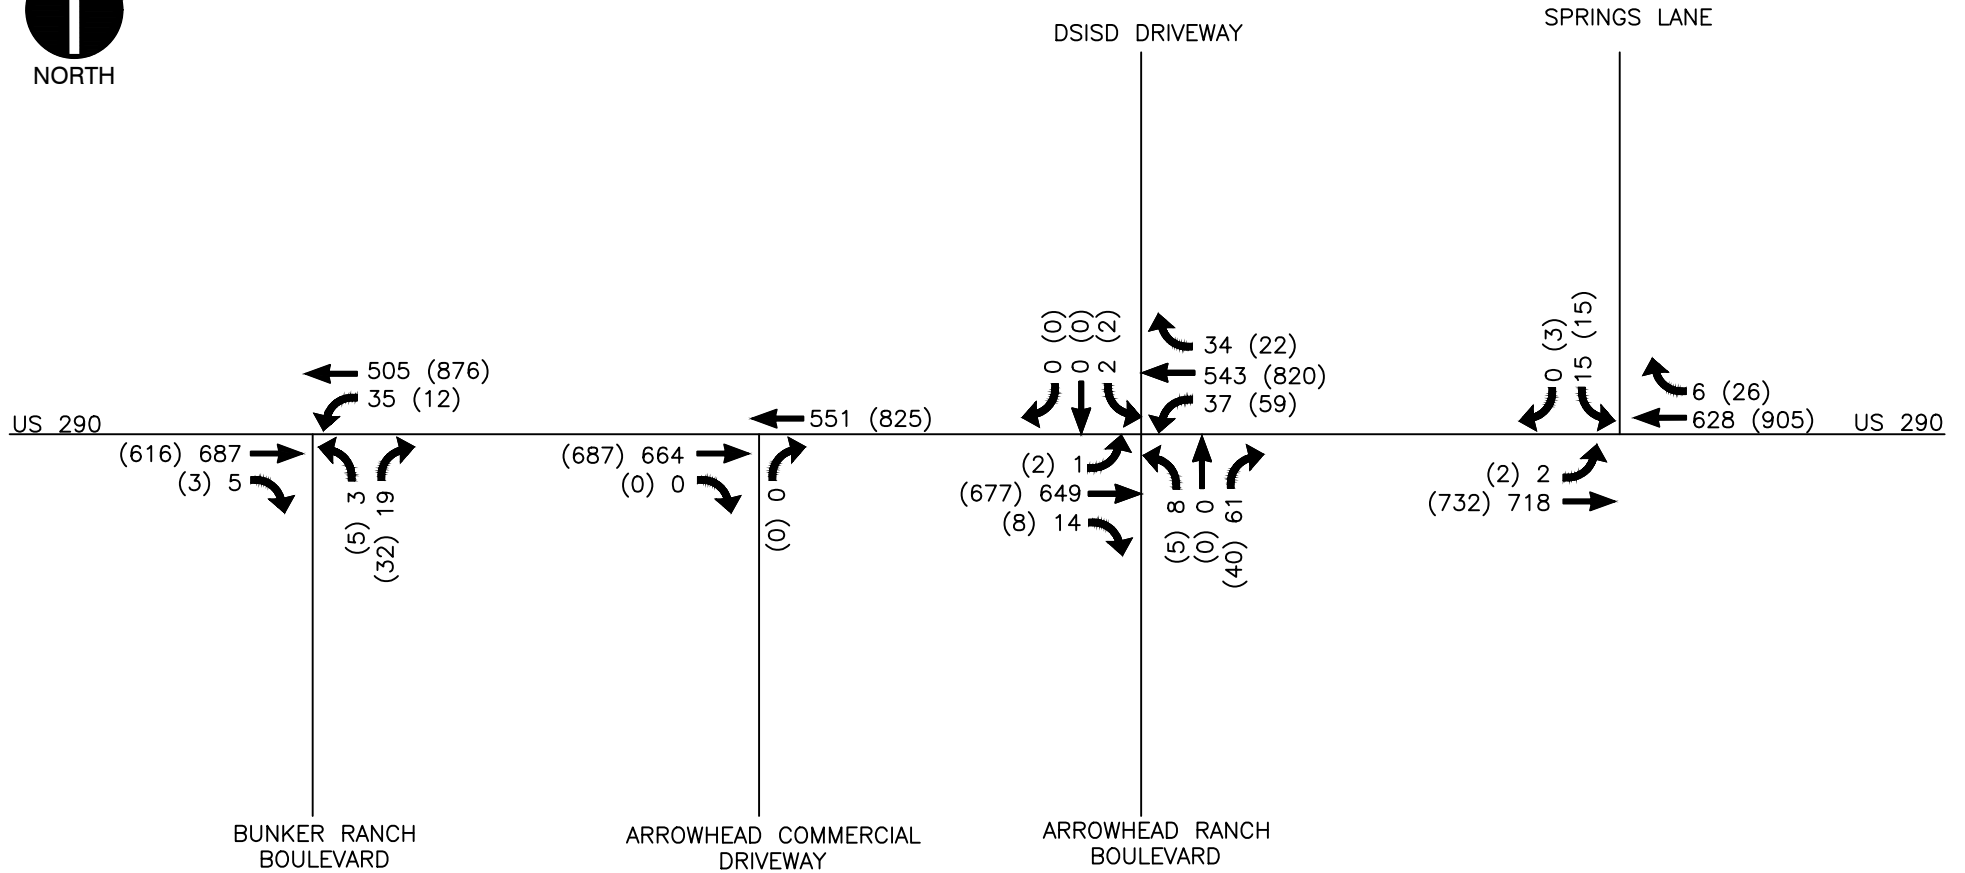 NORTH
DSISD DRIVEWAY
SPRINGS LANE
US 290
505 (876)
35 (12)
(616) 687
(3) 5
(5) 3
(32) 19
551 (825)
(687) 664
(0) 0
(0) 0
0 (0)
0 (0)
2 (2)
34 (22)
543 (820)
37 (59)
(2) 1
(677) 649
(8) 14
(5) 8
(0) 0
(40) 61
0 (3)
15 (15)
6 (26)
628 (905)
US 290
(2) 2
(732) 718
BUNKER RANCH
BOULEVARD
ARROWHEAD COMMERCIAL
DRIVEWAY
ARROWHEAD RANCH
BOULEVARD